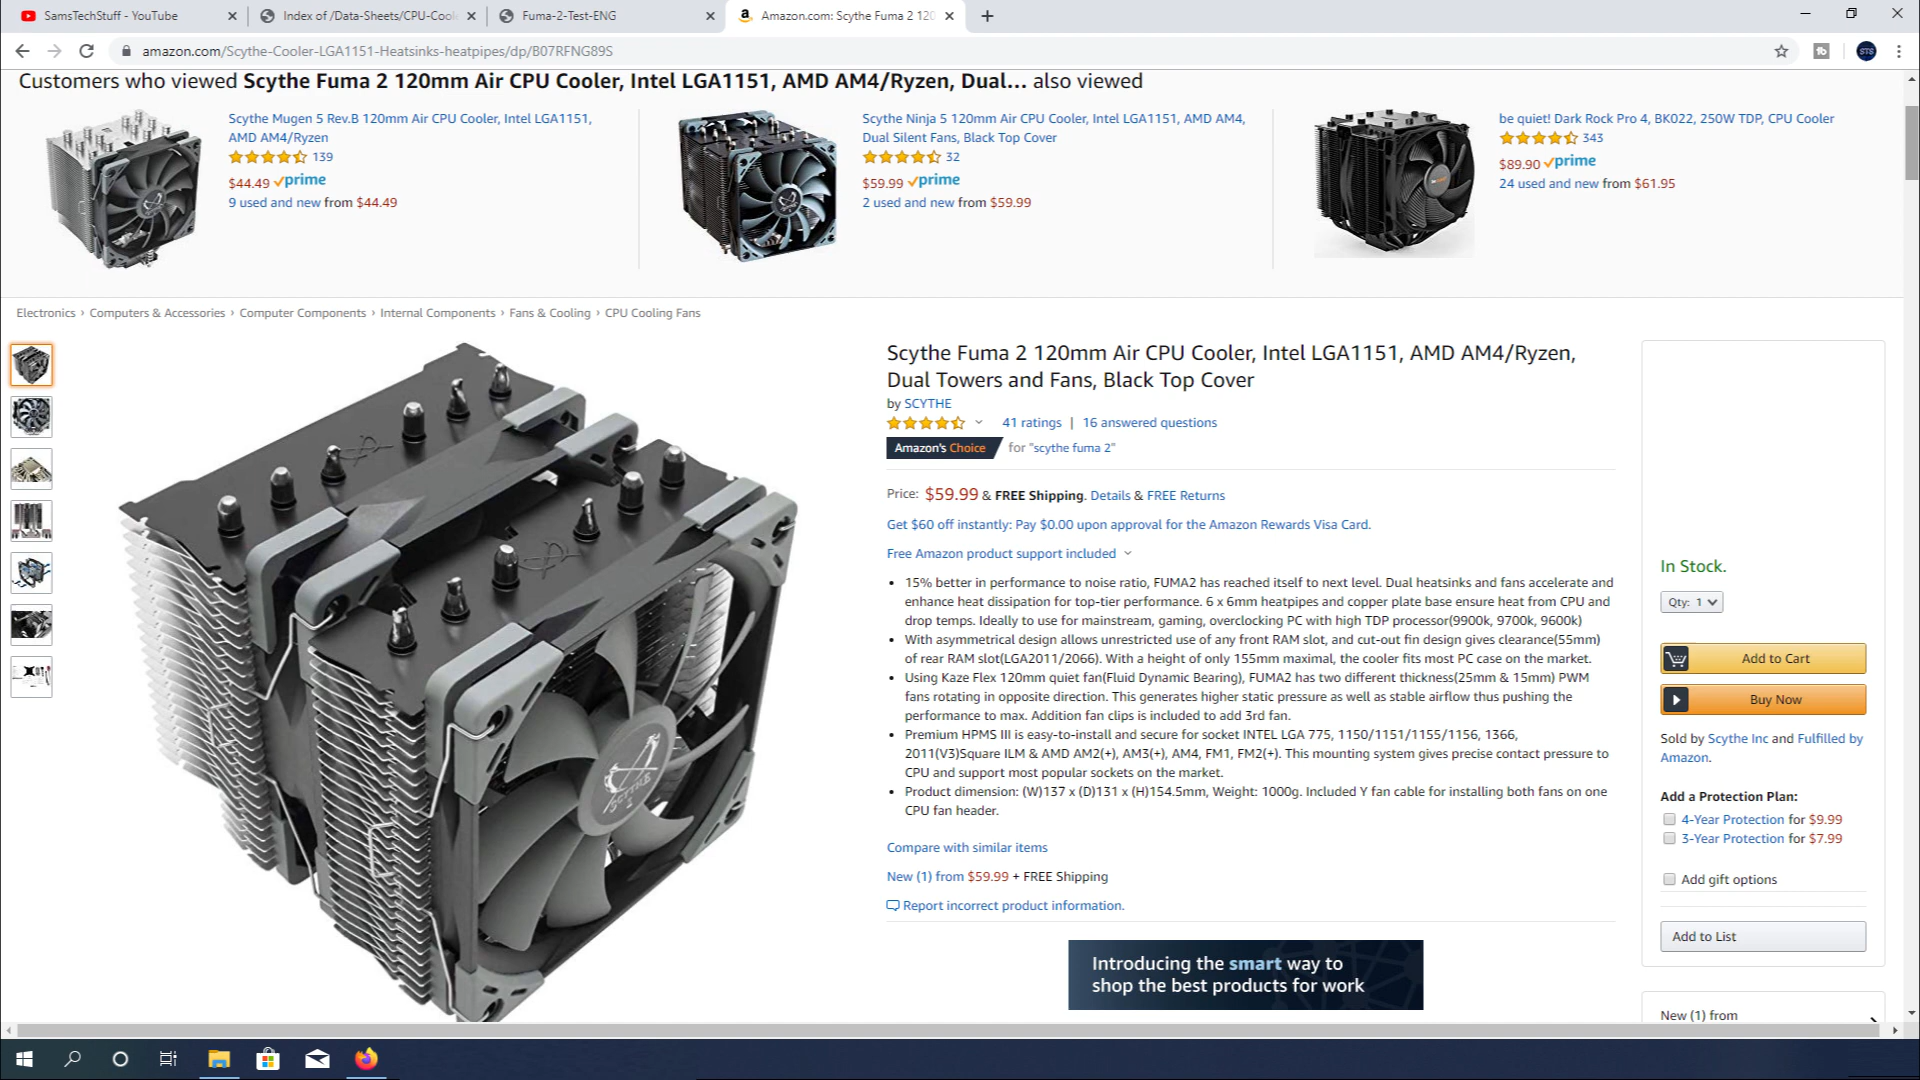 SamsTechStuff - YouTube
Index of /Data-Sheets/CPU-Coole
Fuma-2-Test-ENG
Amazon.com: Scythe Fuma 2 120
amazon.com/Scythe-Cooler-LGA1151-Heatsinks-heatpipes/dp/B07RFNG89S
STS
Customers who viewed Scythe Fuma 2 120mm Air CPU Cooler, Intel LGA1151, AMD AM4/Ryzen, Dual... also viewed
Scythe Mugen 5 Rev.B 120mm Air CPU Cooler, Intel LGA1151,
AMD AM4/Ryzen
139
$44.49 prime
9 used and new from $44.49
Scythe Ninja 5 120mm Air CPU Cooler, Intel LGA1151, AMD AM4,
Dual Silent Fans, Black Top Cover
32
$59.99 prime
2 used and new from $59.99
be quiet! Dark Rock Pro 4, BK022, 250W TDP, CPU Cooler
343
$89.90 prime
24 used and new from $61.95
Electronics › Computers & Accessories › Computer Components › Internal Components › Fans & Cooling › CPU Cooling Fans
Scythe Fuma 2 120mm Air CPU Cooler, Intel LGA1151, AMD AM4/Ryzen,
Dual Towers and Fans, Black Top Cover
by SCYTHE
41 ratings | 16 answered questions
Amazon's Choice for "scythe fuma 2"
Price: $59.99 & FREE Shipping. Details & FREE Returns
Get $60 off instantly: Pay $0.00 upon approval for the Amazon Rewards Visa Card.
Free Amazon product support included
• 15% better in performance to noise ratio, FUMA2 has reached itself to next level. Dual heatsinks and fans accelerate and
enhance heat dissipation for top-tier performance. 6 x 6mm heatpipes and copper plate base ensure heat from CPU and
drop temps. Ideally to use for mainstream, gaming, overclocking PC with high TDP processor(9900k, 9700k, 9600k)
• With asymmetrical design allows unrestricted use of any front RAM slot, and cut-out fin design gives clearance(55mm)
of rear RAM slot(LGA2011/2066). With a height of only 155mm maximal, the cooler fits most PC case on the market.
• Using Kaze Flex 120mm quiet fan(Fluid Dynamic Bearing), FUMA2 has two different thickness(25mm & 15mm) PWM
fans rotating in opposite direction. This generates higher static pressure as well as stable airflow thus pushing the
performance to max. Addition fan clips is included to add 3rd fan.
• Premium HPMS III is easy-to-install and secure for socket INTEL LGA 775, 1150/1151/1155/1156, 1366,
2011(V3)Square ILM & AMD AM2(+), AM3(+), AM4, FM1, FM2(+). This mounting system gives precise contact pressure to
CPU and support most popular sockets on the market.
• Product dimension: (W)137 x (D)131 x (H)154.5mm, Weight: 1000g. Included Y fan cable for installing both fans on one
CPU fan header.
Compare with similar items
New (1) from $59.99 + FREE Shipping
Report incorrect product information.
Introducing the smart way to
shop the best products for work
SCYTHE
In Stock.
Qty: 1
Add to Cart
Buy Now
Sold by Scythe Inc and Fulfilled by
Amazon.
Add a Protection Plan:
4-Year Protection for $9.99
3-Year Protection for $7.99
Add gift options
Add to List
New (1) from